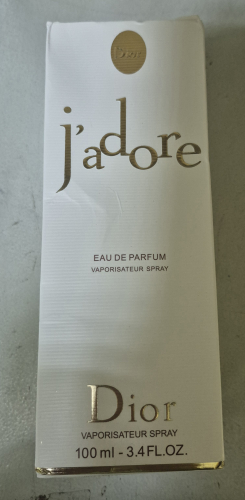 Dior
j'adore
EAU DE PARFUM
VAPORISATEUR SPRAY
Dior
VAPORISATEUR SPRAY
100 ml - 3.4 FL.OZ.